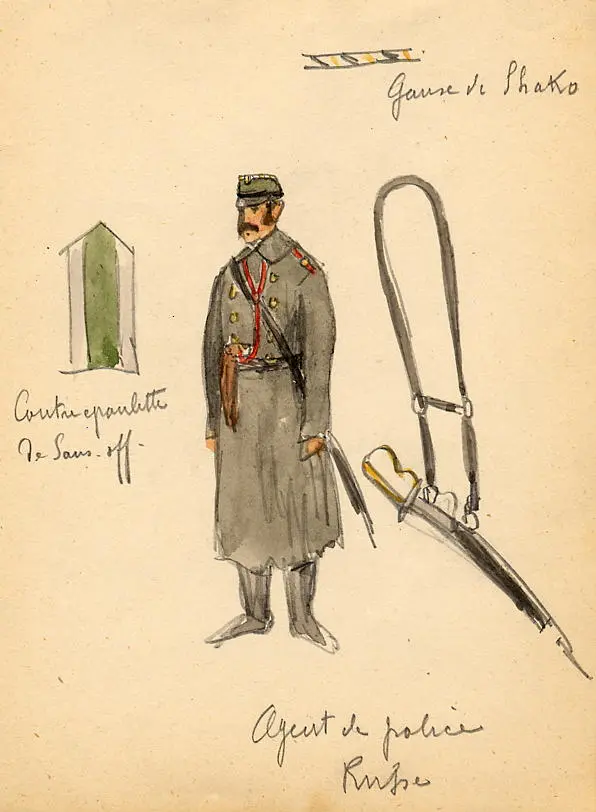 Ganse de Shako
Contre epaulette
de Sous-off.
Agent de police
Russe